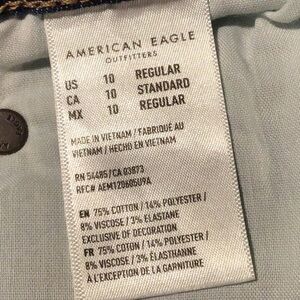 AMERICAN EAGLE
OUTFITTERS
US 10 REGULAR
CA 10 STANDARD
MX 10 REGULAR
MADE IN VIETNAM / FABRIQUÉ AU
VIETNAM / HECHO EN VIETNAM
RN 54485/CA 03873
RFC# AEM120605U9A
EN 75% COTTON / 14% POLYESTER /
8% VISCOSE / 3% ELASTANE
EXCLUSIVE OF DECORATION
FR 75% COTON / 14% POLYESTER /
8% VISCOSE / 3% ÉLASTHANNE
À L'EXCEPTION DE LA GARNITURE